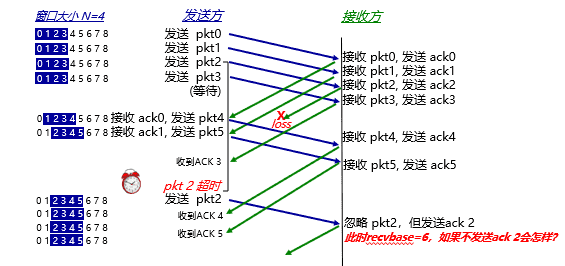 窗口大小 N=4 发送方 接收方
0 1 2 3 4 5 6 7 8 发送 pkt0
0 1 2 3 4 5 6 7 8 发送 pkt1
0 1 2 3 4 5 6 7 8 发送 pkt2
0 1 2 3 4 5 6 7 8 发送 pkt3
(等待)
接收 pkt0, 发送 ack0
接收 pkt1, 发送 ack1
接收 pkt2, 发送 ack2
接收 pkt3, 发送 ack3
X
loss
0 1 2 3 4 5 6 7 8 接收 ack0, 发送 pkt4
0 1 2 3 4 5 6 7 8 接收 ack1, 发送 pkt5
接收 pkt4, 发送 ack4
收到ACK 3
接收 pkt5, 发送 ack5
pkt 2 超时
0 1 2 3 4 5 6 7 8 发送 pkt2
0 1 2 3 4 5 6 7 8 收到ACK 4
0 1 2 3 4 5 6 7 8 收到ACK 5
0 1 2 3 4 5 6 7 8
忽略 pkt2，但发送ack 2
此时recvbase=6，如果不发送ack 2会怎样?